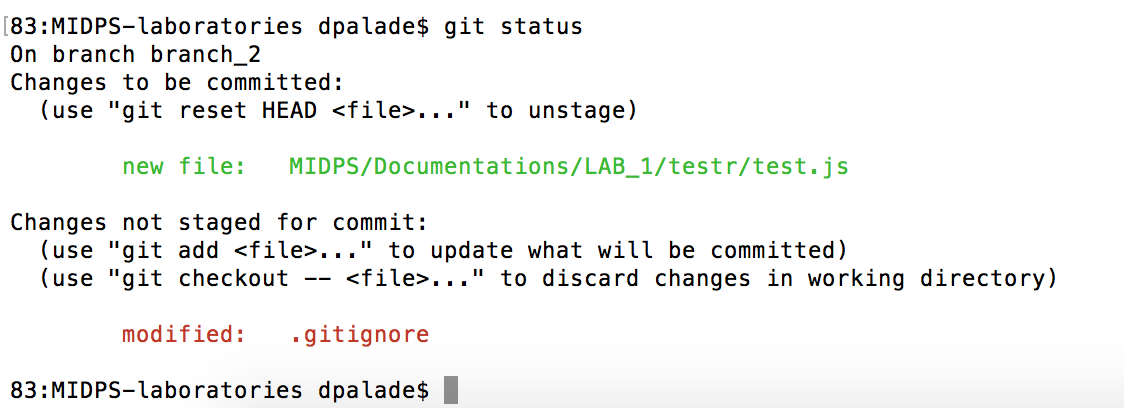 [83:MIDPS-laboratories dpalade$ git status
On branch branch_2
Changes to be committed:
  (use "git reset HEAD <file>..." to unstage)

        new file:   MIDPS/Documentations/LAB_1/testr/test.js

Changes not staged for commit:
  (use "git add <file>..." to update what will be committed)
  (use "git checkout -- <file>..." to discard changes in working directory)

        modified:   .gitignore

83:MIDPS-laboratories dpalade$